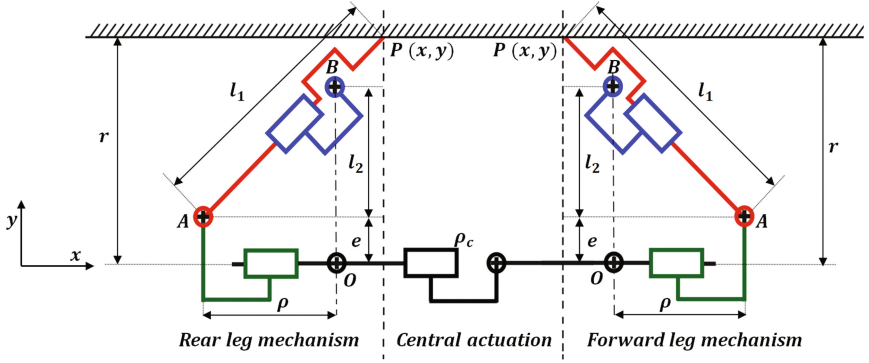 P (x, y) P (x, y)
B B
l₁ l₁
r r
l₂ l₂
A A
y e ρc e
x
O O
ρ ρ
Rear leg mechanism Central actuation Forward leg mechanism